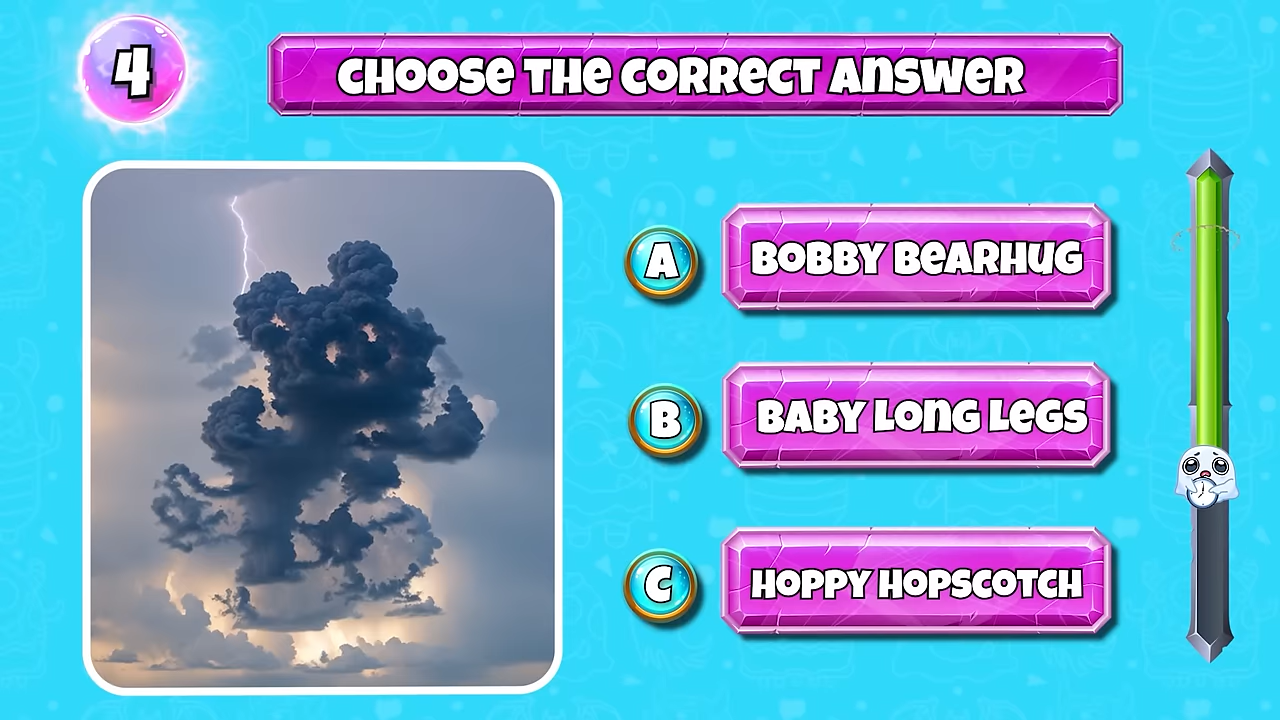 4
CHOOSE THE CORRECT ANSWER
A
BOBBY BEARHUG
B
BABY LONG LEGS
C
HOPPY HOPSCOTCH